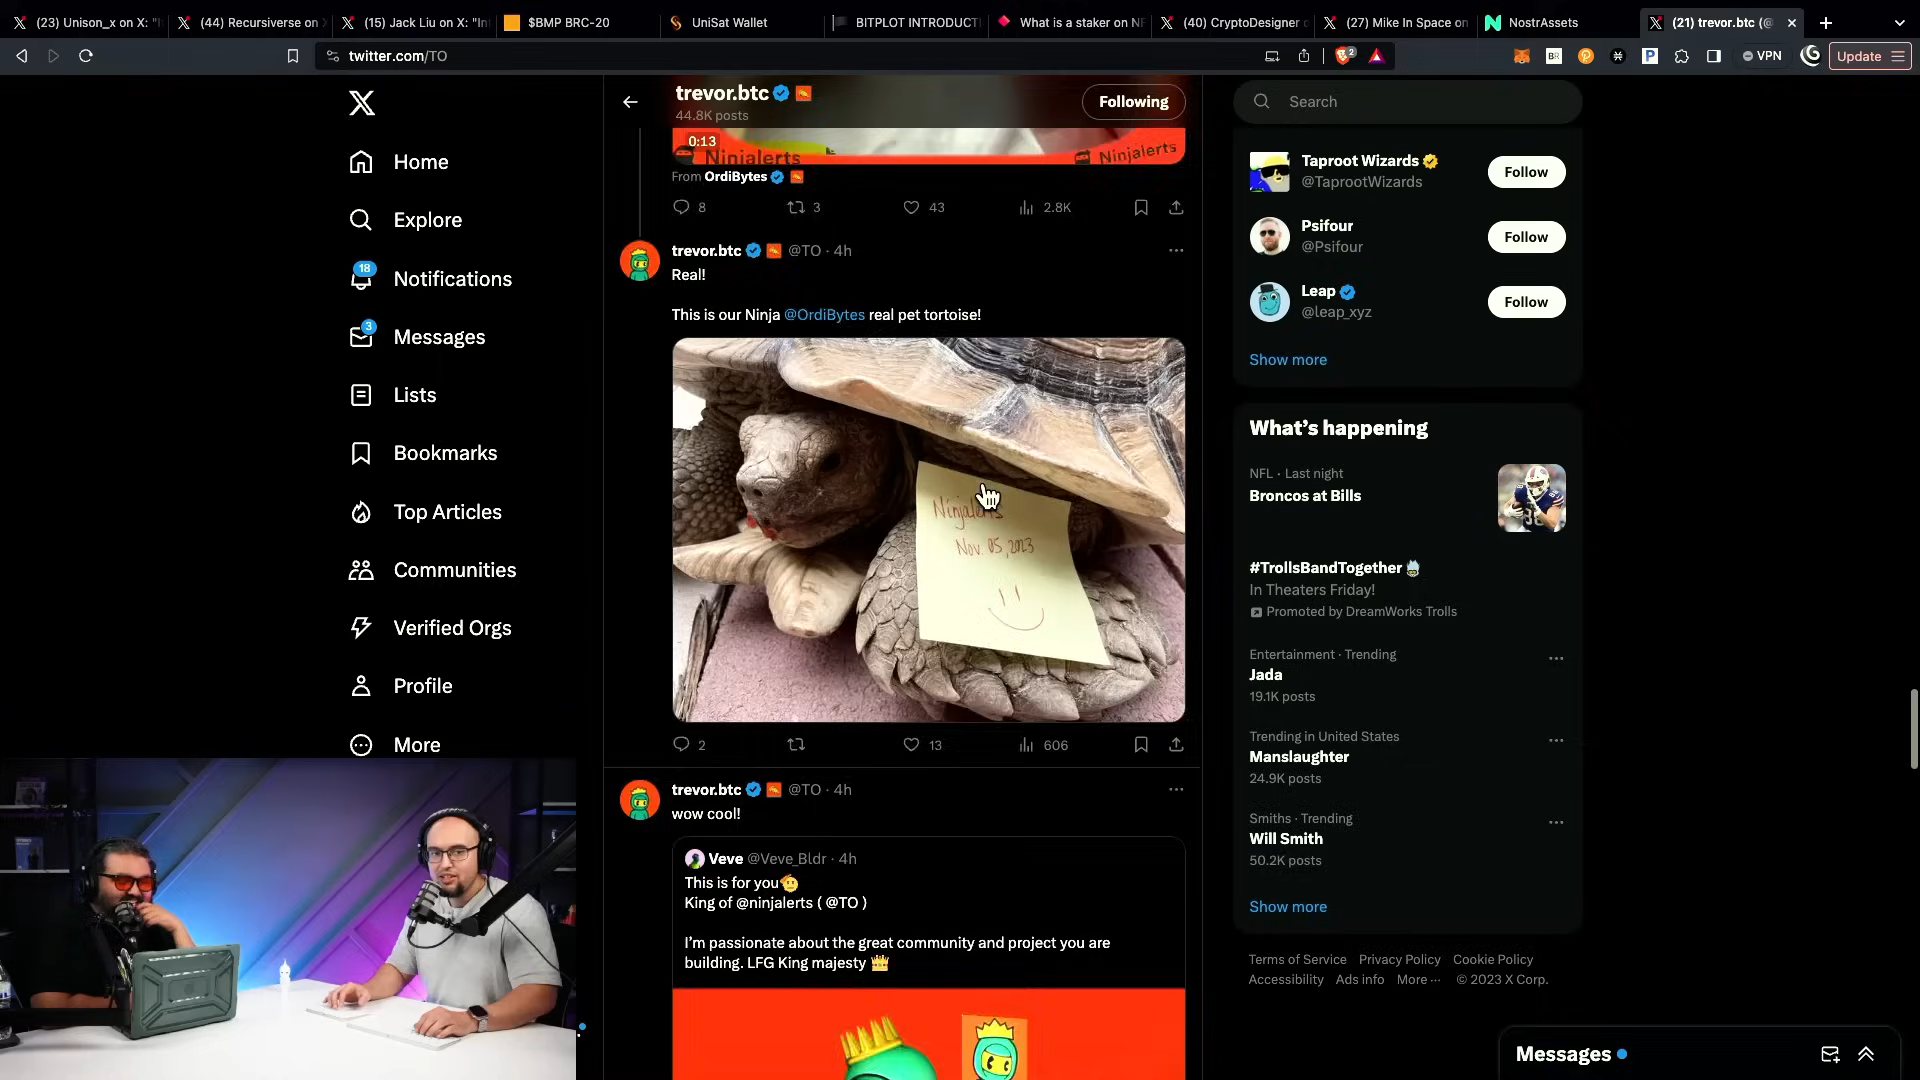 (23) Unison_x on X: "I
(44) Recursiverse on X
(15) Jack Liu on X: "Int
$BMP BRC-20
UniSat Wallet
BITPLOT INTRODUCTI
What is a staker on NF
(40) CryptoDesigner o
(27) Mike In Space on
NostrAssets
(21) trevor.btc (@
twitter.com/TO
2
BR
P
VPN
Update
Home
Explore
18
Notifications
3
Messages
Lists
Bookmarks
Top Articles
Communities
Verified Orgs
Profile
More
trevor.btc
44.8K posts
Following
0:13
Ninjalerts
Ninjalerts
From OrdiBytes
8 3 43 2.8K
trevor.btc @TO · 4h
Real!
This is our Ninja @OrdiBytes real pet tortoise!
Ninjalerts
Nov. 05, 2023
2 13 606
trevor.btc @TO · 4h
wow cool!
Veve @Veve_Bldr · 4h
This is for you🫡
King of @ninjalerts ( @TO )
I'm passionate about the great community and project you are
building. LFG King majesty 👑
Search
Taproot Wizards
@TaprootWizards
Follow
Psifour
@Psifour
Follow
Leap
@leap_xyz
Follow
Show more
What's happening
NFL · Last night
Broncos at Bills
#TrollsBandTogether
In Theaters Friday!
Promoted by DreamWorks Trolls
Entertainment · Trending
Jada
19.1K posts
Trending in United States
Manslaughter
24.9K posts
Smiths · Trending
Will Smith
50.2K posts
Show more
Terms of Service Privacy Policy Cookie Policy
Accessibility Ads info More ··· © 2023 X Corp.
Messages